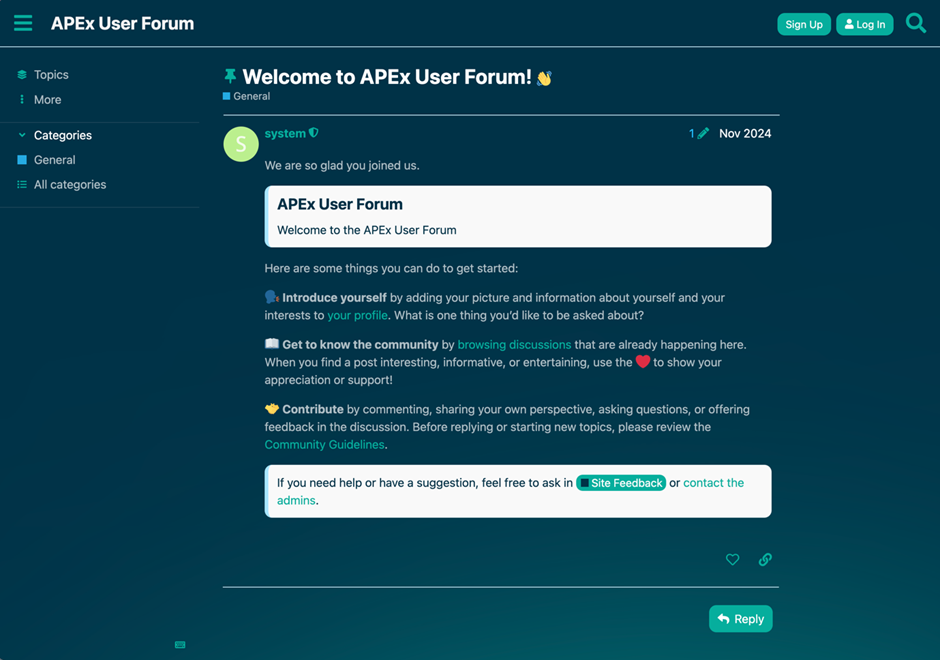 APEx User Forum
Sign Up
Log In
Topics
More
Categories
General
All categories
Welcome to APEx User Forum! 👋
General
S
system
1
Nov 2024
We are so glad you joined us.
APEx User Forum
Welcome to the APEx User Forum
Here are some things you can do to get started:
🗣 Introduce yourself by adding your picture and information about yourself and your
interests to your profile. What is one thing you’d like to be asked about?
📖 Get to know the community by browsing discussions that are already happening here.
When you find a post interesting, informative, or entertaining, use the ❤️ to show your
appreciation or support!
🤝 Contribute by commenting, sharing your own perspective, asking questions, or offering
feedback in the discussion. Before replying or starting new topics, please review the
Community Guidelines.
If you need help or have a suggestion, feel free to ask in Site Feedback or contact the
admins.
Reply